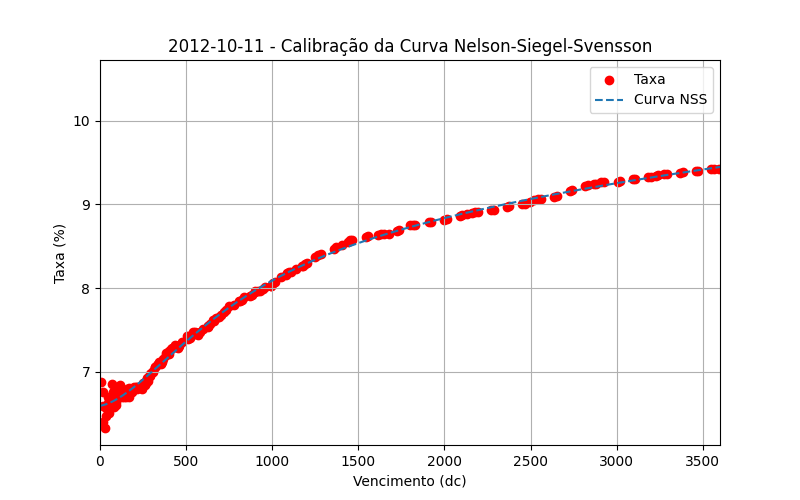 2012-10-11 - Calibração da Curva Nelson-Siegel-Svensson
Taxa
Curva NSS
Taxa (%)
10
9
8
7
0 500 1000 1500 2000 2500 3000 3500
Vencimento (dc)